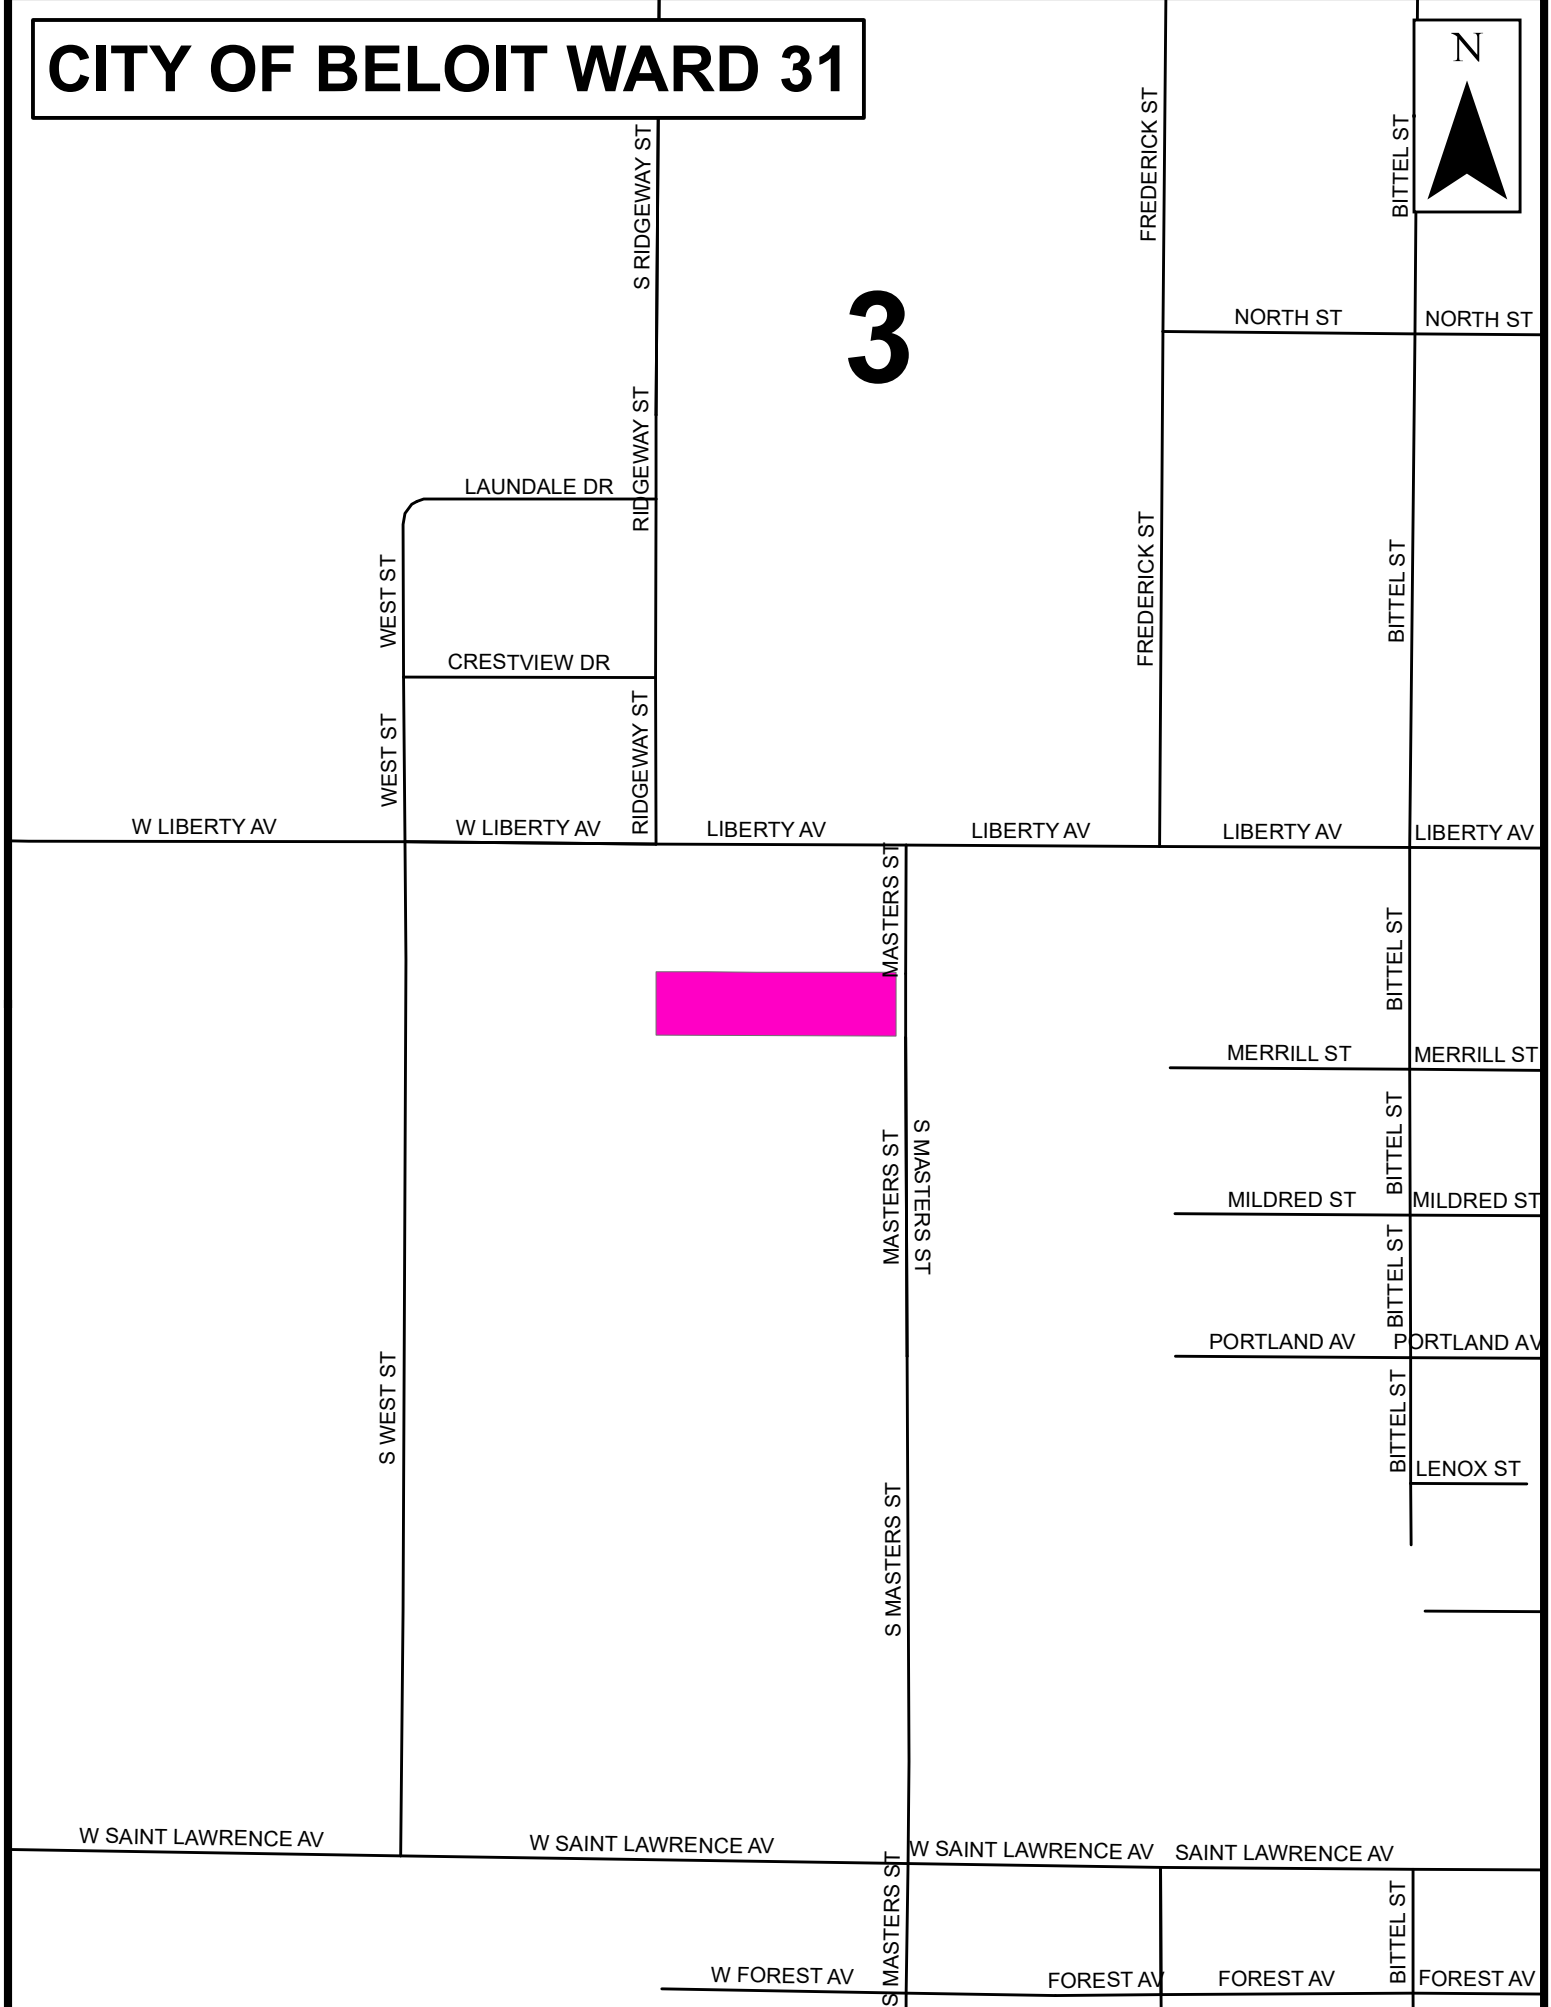 CITY OF BELOIT WARD 31
N
FREDERICK ST
BITTEL ST
S RIDGEWAY ST
3
NORTH ST
NORTH ST
RIDGEWAY ST
LAUNDALE DR
FREDERICK ST
BITTEL ST
WEST ST
CRESTVIEW DR
WEST ST
RIDGEWAY ST
W LIBERTY AV
W LIBERTY AV
LIBERTY AV
LIBERTY AV
LIBERTY AV
LIBERTY AV
MASTERS ST
BITTEL ST
MERRILL ST
MERRILL ST
MASTERS ST
S MASTERS ST
BITTEL ST
MILDRED ST
MILDRED ST
BITTEL ST
PORTLAND AV
PORTLAND AV
S WEST ST
BITTEL ST
LENOX ST
S MASTERS ST
W SAINT LAWRENCE AV
W SAINT LAWRENCE AV
W SAINT LAWRENCE AV
SAINT LAWRENCE AV
S MASTERS ST
BITTEL ST
W FOREST AV
FOREST AV
FOREST AV
FOREST AV